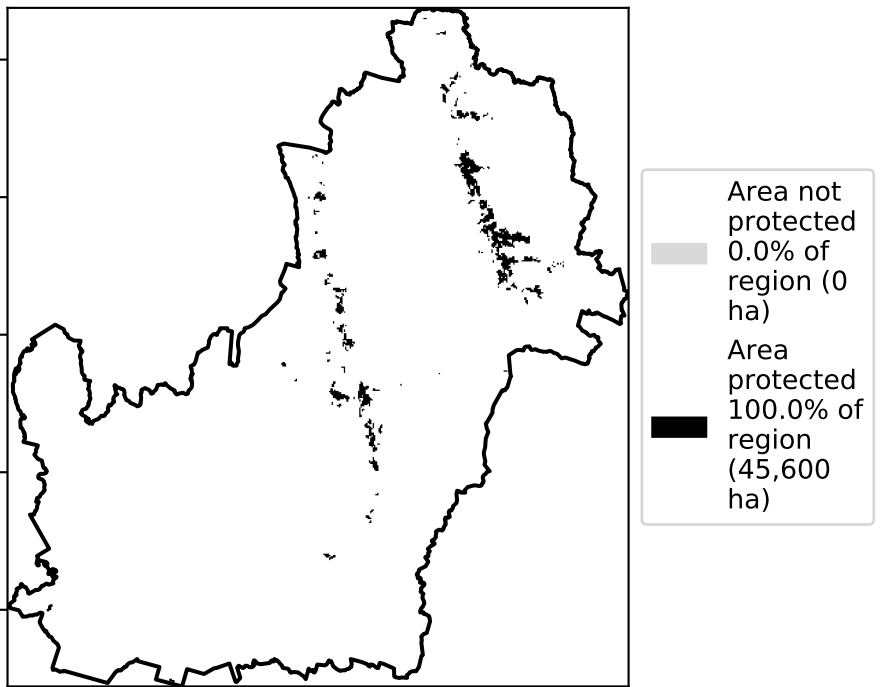 Area not
protected
0.0% of
region (0
ha)
Area
protected
100.0% of
region
(45,600
ha)